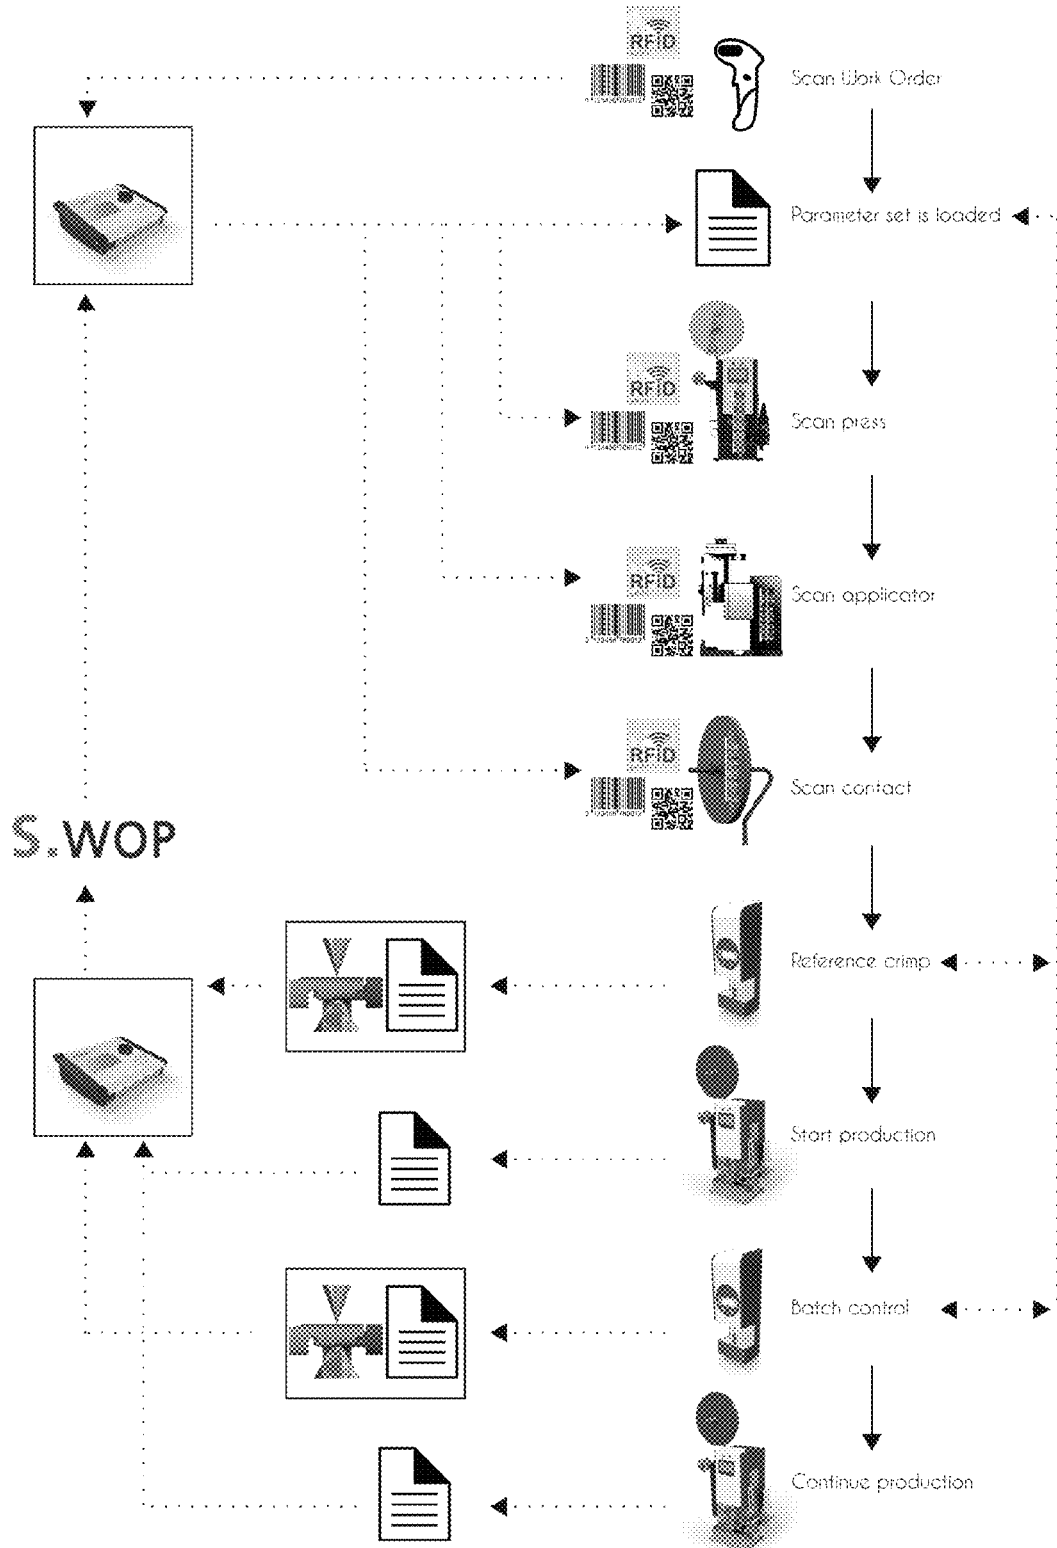 RFID
Scan Work Order
Parameter set is loaded
RFID
Scan press
RFID
Scan applicator
RFID
Scan contact
S.WOP
Reference crimp
Start production
Batch control
Continue production